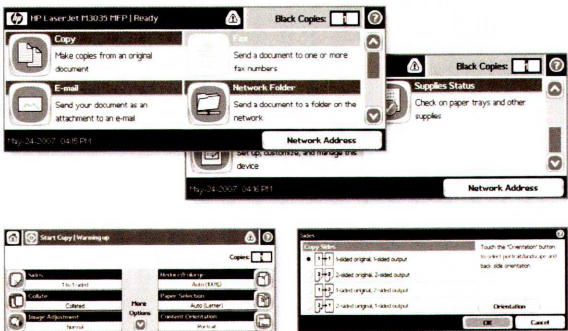 HP LaserJet M3035 MFP | Ready
Black Copies: 1
Copy
Make copies from an original
document
Fax
Send a document to one or more
fax numbers
E-mail
Send your document as an
attachment to an e-mail
Network Folder
Send a document to a folder on the
network
May-24-2007 04:15 PM
Network Address
Black Copies: 1
Supplies Status
Check on paper trays and other
supplies
Set up, customize, and manage this
device
May-24-2007 04:16 PM
Network Address
Start Copy | Warming up
Copies:
Sides
1 to 1-sided
Collate
Collated
Image Adjustment
Normal
More
Options
Reduce/Enlarge
Auto (100%)
Paper Selection
Auto (Letter)
Content Orientation
Portrait
Sides
Copy Sides
1-sided original, 1-sided output
2-sided original, 2-sided output
1-sided original, 2-sided output
2-sided original, 1-sided output
Touch the "Orientation" button
to select portrait/landscape and
back side orientation
Orientation
OK
Cancel